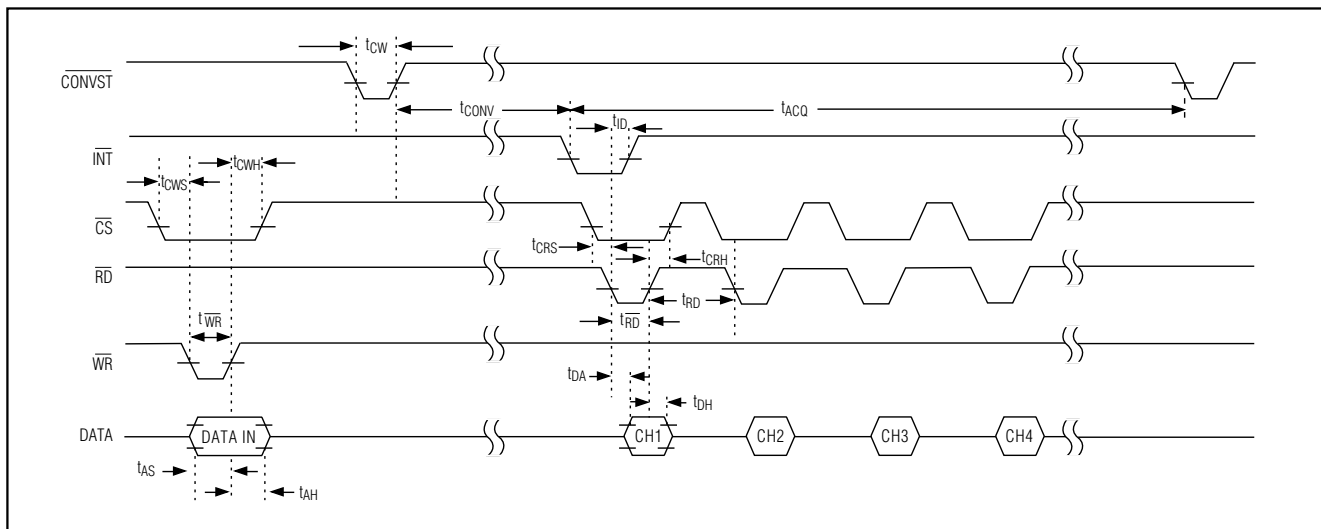 tCW
CONVST
tCONV
tACQ
tID
INT
tCWH
tCWS
CS
tCRS
tCRH
RD
tRD
tWR
tRD
WR
tDA
tDH
DATA
DATA IN
CH1
CH2
CH3
CH4
tAS
tAH